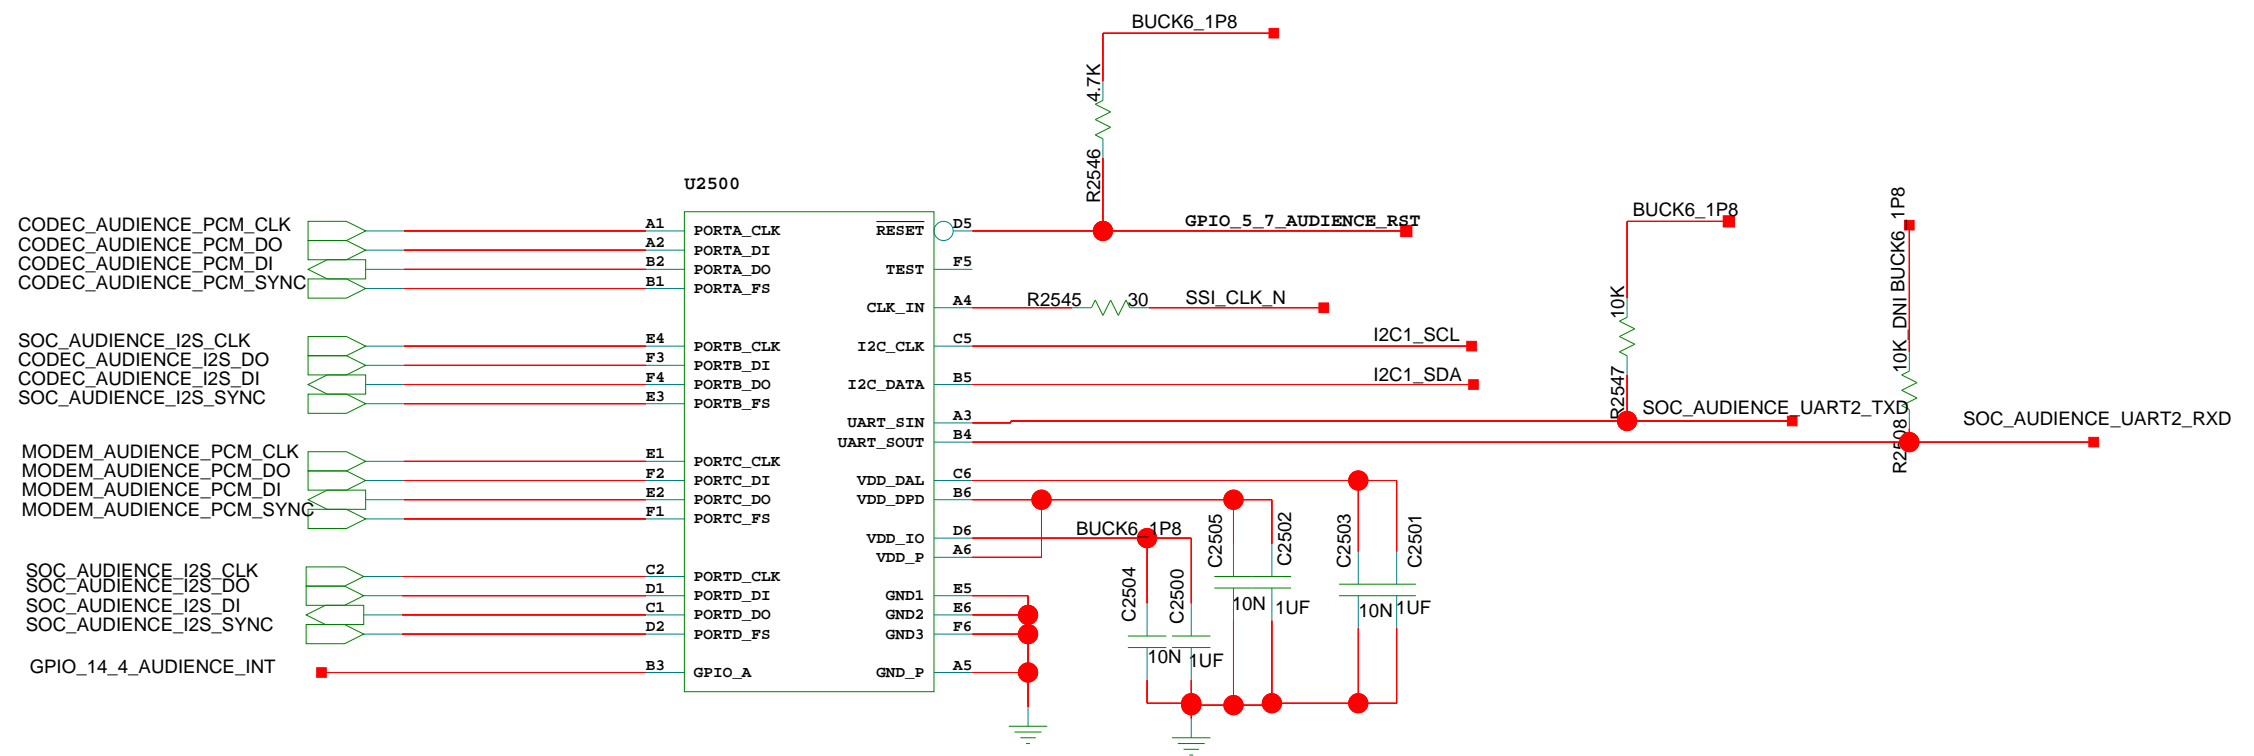 BUCK6_1P8
4.7K
R2546
U2500
CODEC_AUDIENCE_PCM_CLK A1 PORTA_CLK RESET D5 GPIO_5_7_AUDIENCE_RST
CODEC_AUDIENCE_PCM_DO A2 PORTA_DI
CODEC_AUDIENCE_PCM_DI B2 PORTA_DO TEST F5
CODEC_AUDIENCE_PCM_SYNC B1 PORTA_FS
CLK_IN A4 R2545 30 SSI_CLK_N
SOC_AUDIENCE_I2S_CLK E4 PORTB_CLK I2C_CLK C5 I2C1_SCL
CODEC_AUDIENCE_I2S_DO F3 PORTB_DI
CODEC_AUDIENCE_I2S_DI F4 PORTB_DO I2C_DATA B5 I2C1_SDA
SOC_AUDIENCE_I2S_SYNC E3 PORTB_FS
UART_SIN A3 SOC_AUDIENCE_UART2_TXD
UART_SOUT B4 SOC_AUDIENCE_UART2_RXD
BUCK6_1P8
10K
R2547
10K_DNI BUCK6_1P8
R2508
MODEM_AUDIENCE_PCM_CLK E1 PORTC_CLK
MODEM_AUDIENCE_PCM_DO F2 PORTC_DI VDD_DAL C6
MODEM_AUDIENCE_PCM_DI E2 PORTC_DO VDD_DPD B6
MODEM_AUDIENCE_PCM_SYNC F1 PORTC_FS
VDD_IO D6 BUCK6_1P8
VDD_P A6
SOC_AUDIENCE_I2S_CLK C2 PORTD_CLK
SOC_AUDIENCE_I2S_DO D1 PORTD_DI GND1 E5
SOC_AUDIENCE_I2S_DI C1 PORTD_DO GND2 E6
SOC_AUDIENCE_I2S_SYNC D2 PORTD_FS GND3 F6
GPIO_14_4_AUDIENCE_INT B3 GPIO_A GND_P A5
C2504
10N
C2500
1UF
C2505
10N
C2502
1UF
C2503
10N
C2501
1UF